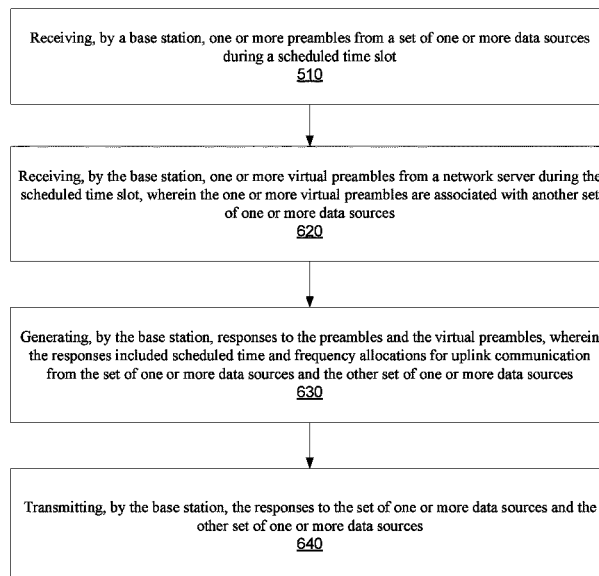 Receiving, by a base station, one or more preambles from a set of one or more data sources
during a scheduled time slot
510
Receiving, by the base station, one or more virtual preambles from a network server during the
scheduled time slot, wherein the one or more virtual preambles are associated with another set
of one or more data sources
620
Generating, by the base station, responses to the preambles and the virtual preambles, wherein
the responses included scheduled time and frequency allocations for uplink communication
from the set of one or more data sources and the other set of one or more data sources
630
Transmitting, by the base station, the responses to the set of one or more data sources and the
other set of one or more data sources
640